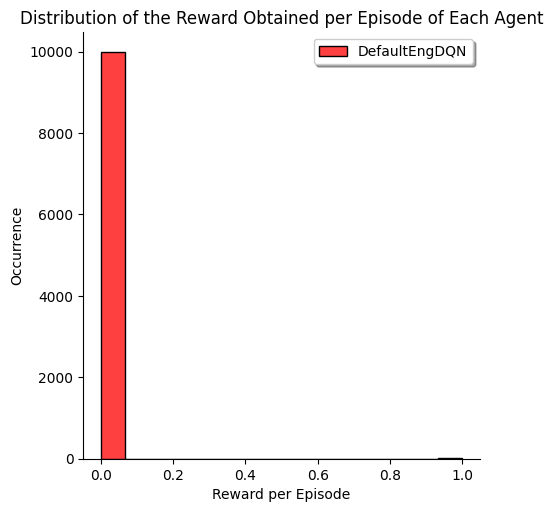 Distribution of the Reward Obtained per Episode of Each Agent
DefaultEngDQN
10000
8000
6000
4000
2000
0
Occurrence
0.0 0.2 0.4 0.6 0.8 1.0
Reward per Episode